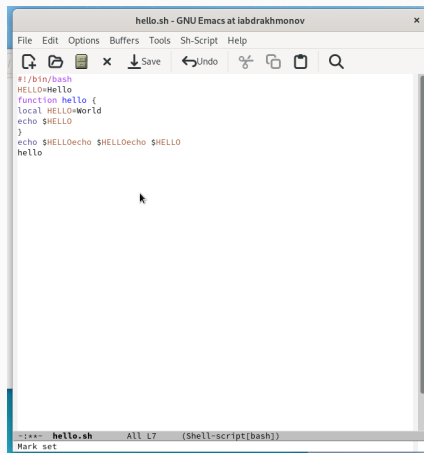 hello.sh - GNU Emacs at iabdrakhmonov ×
File Edit Options Buffers Tools Sh-Script Help
Save Undo
#!/bin/bash
HELLO=Hello
function hello {
local HELLO=World
echo $HELLO
}
echo $HELLOecho $HELLOecho $HELLO
hello
-:**- hello.sh All L7 (Shell-script[bash])
Mark set